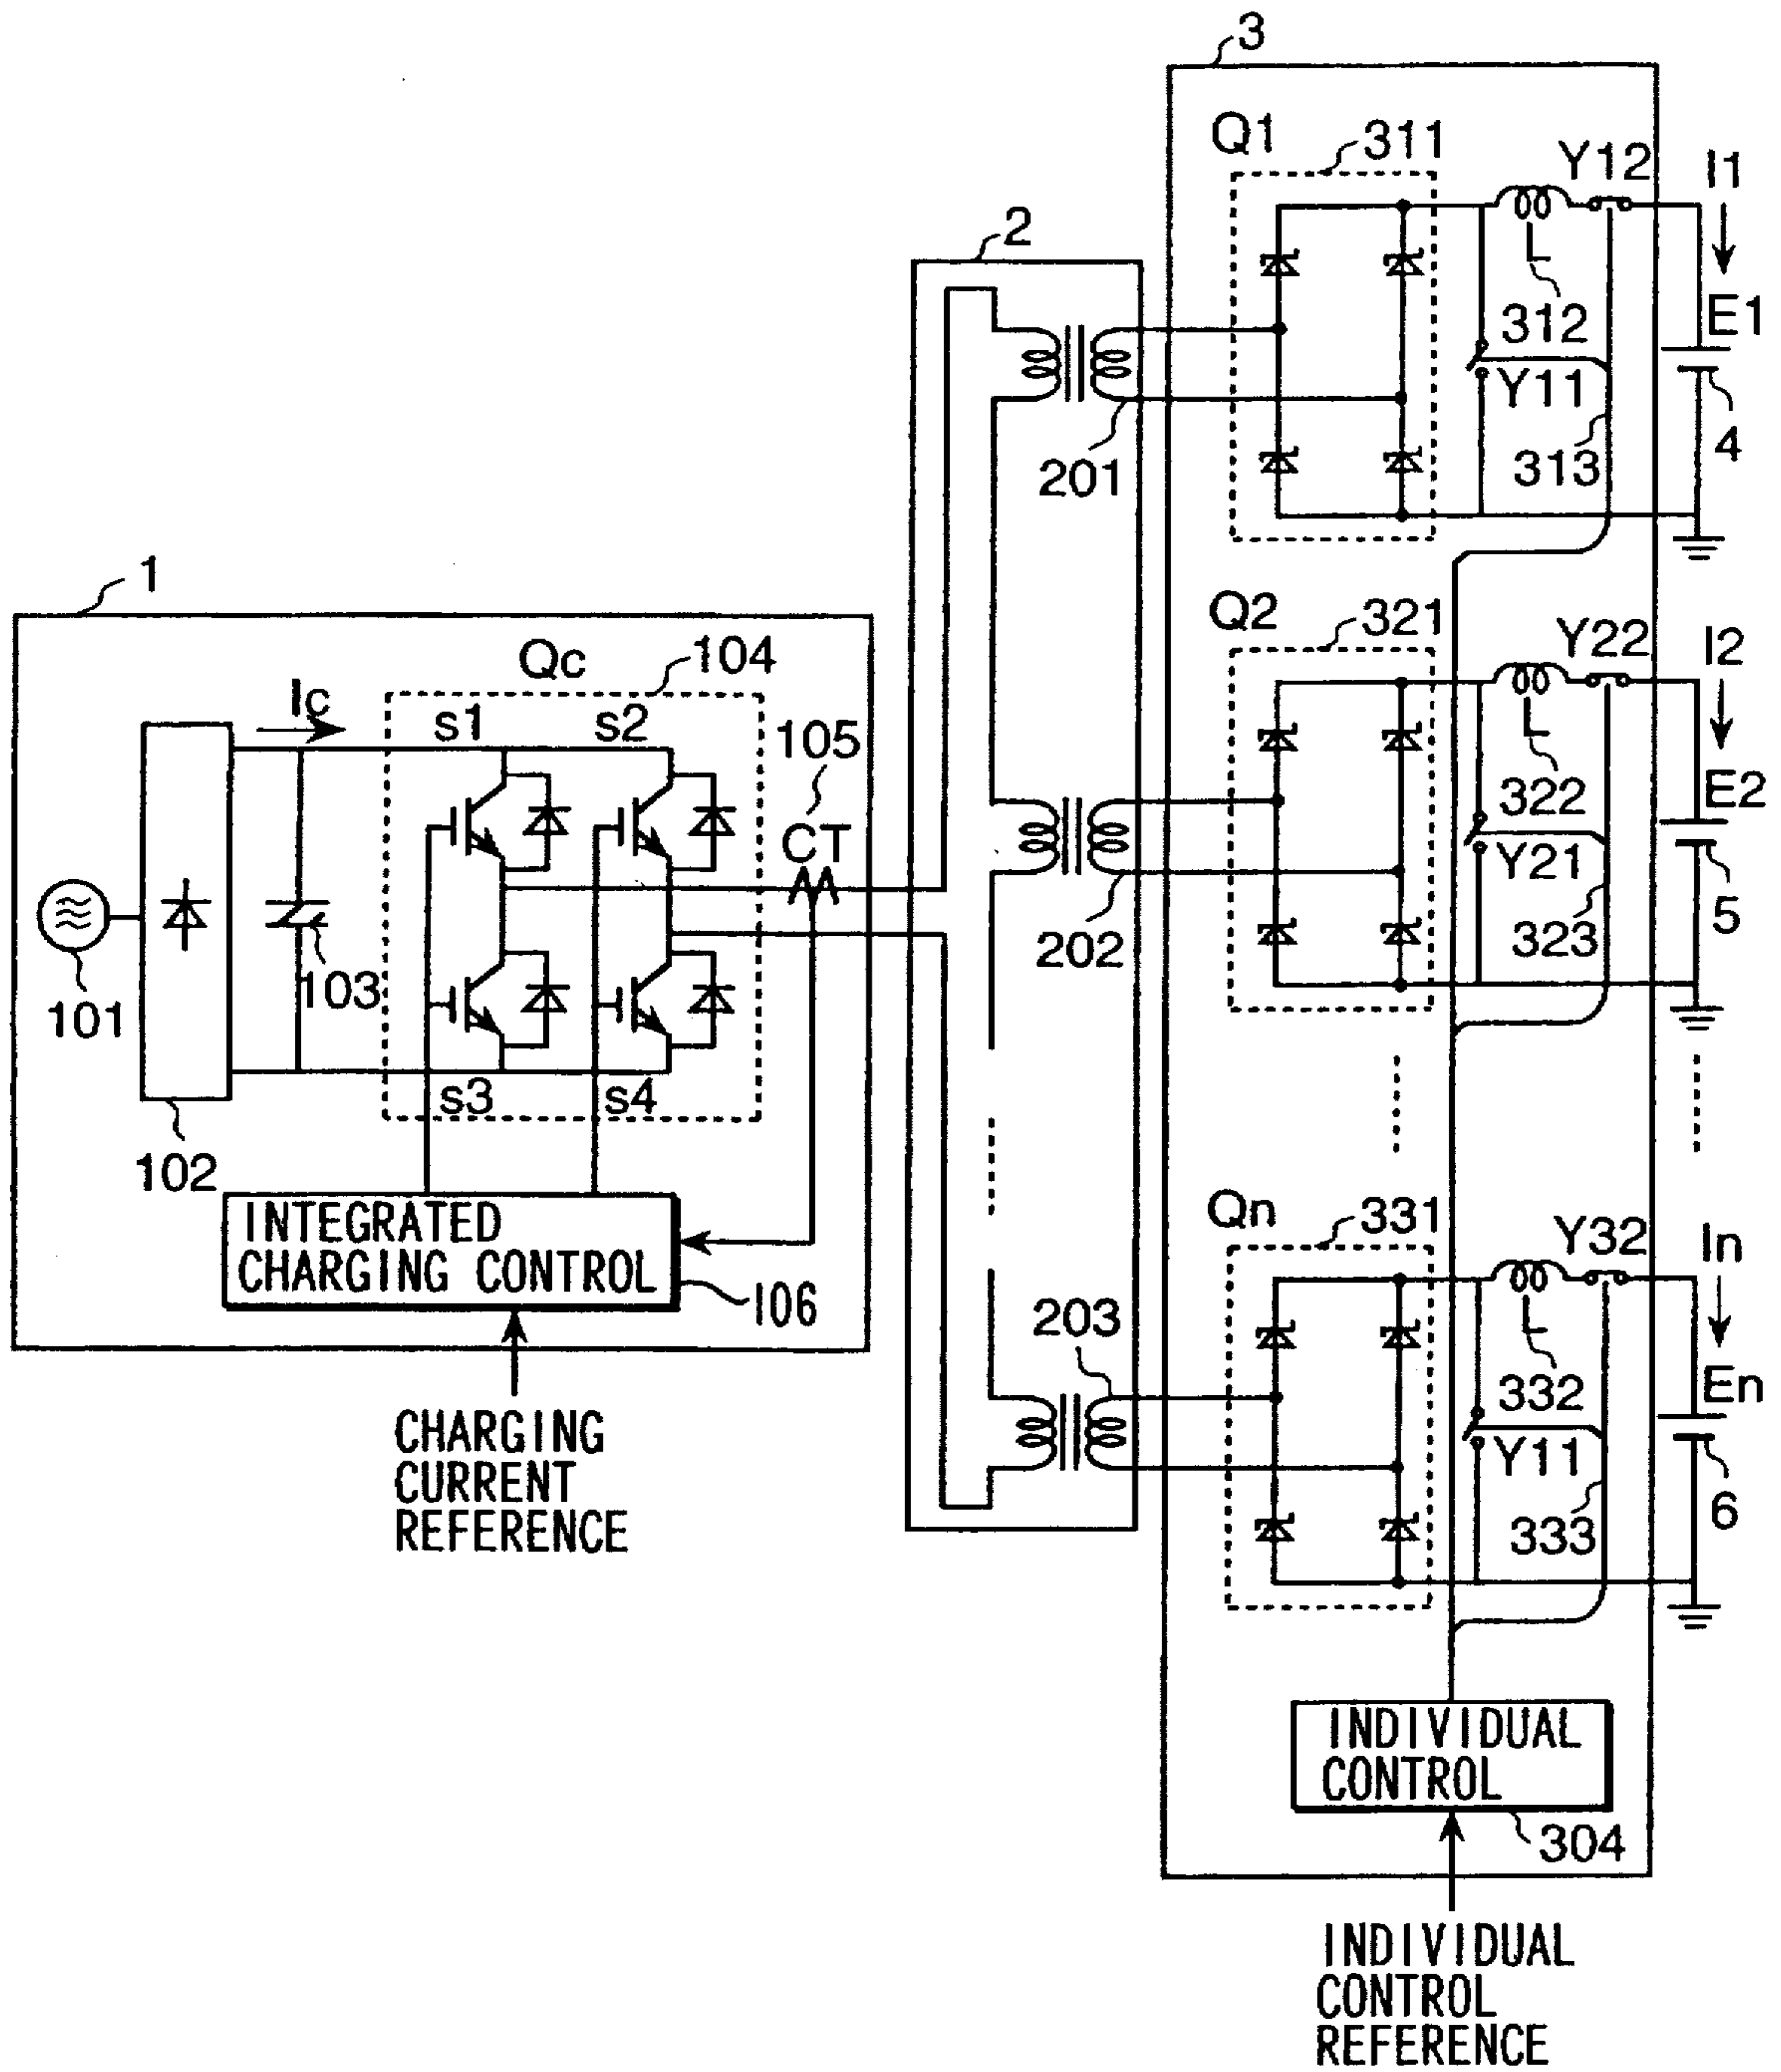 3
Q1
311
Y12
I1
2
L
312
E1
Y11
4
313
201
1
Q2
321
Y22
I2
Qc
104
Ic
s1
s2
105
L
322
E2
CT
Y21
5
323
202
103
101
s3
s4
102
Qn
331
Y32
In
INTEGRATED
CHARGING CONTROL
106
203
L
332
En
Y11
6
333
CHARGING
CURRENT
REFERENCE
INDIVIDUAL
CONTROL
304
INDIVIDUAL
CONTROL
REFERENCE